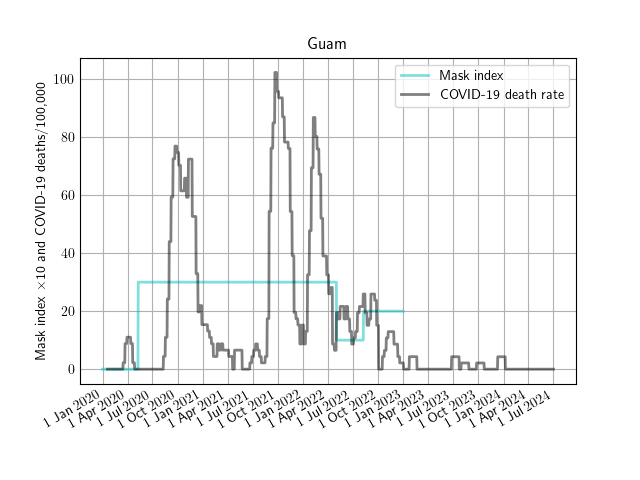 Guam
Mask index
COVID-19 death rate
Mask index ×10 and COVID-19 deaths/100,000
100
80
60
40
20
0
1 Jan 2020
1 Apr 2020
1 Jul 2020
1 Oct 2020
1 Jan 2021
1 Apr 2021
1 Jul 2021
1 Oct 2021
1 Jan 2022
1 Apr 2022
1 Jul 2022
1 Oct 2022
1 Jan 2023
1 Apr 2023
1 Jul 2023
1 Oct 2023
1 Jan 2024
1 Apr 2024
1 Jul 2024